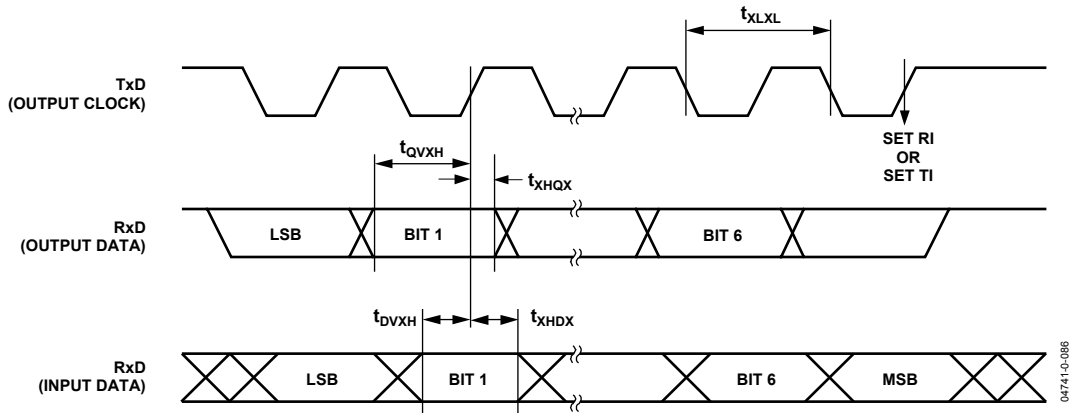 tXLXL
TxD
(OUTPUT CLOCK)
SET RI
OR
SET TI
tQVXH
tXHQX
RxD
(OUTPUT DATA)
LSB
BIT 1
BIT 6
tDVXH
tXHDX
RxD
(INPUT DATA)
LSB
BIT 1
BIT 6
MSB
04741-0-086